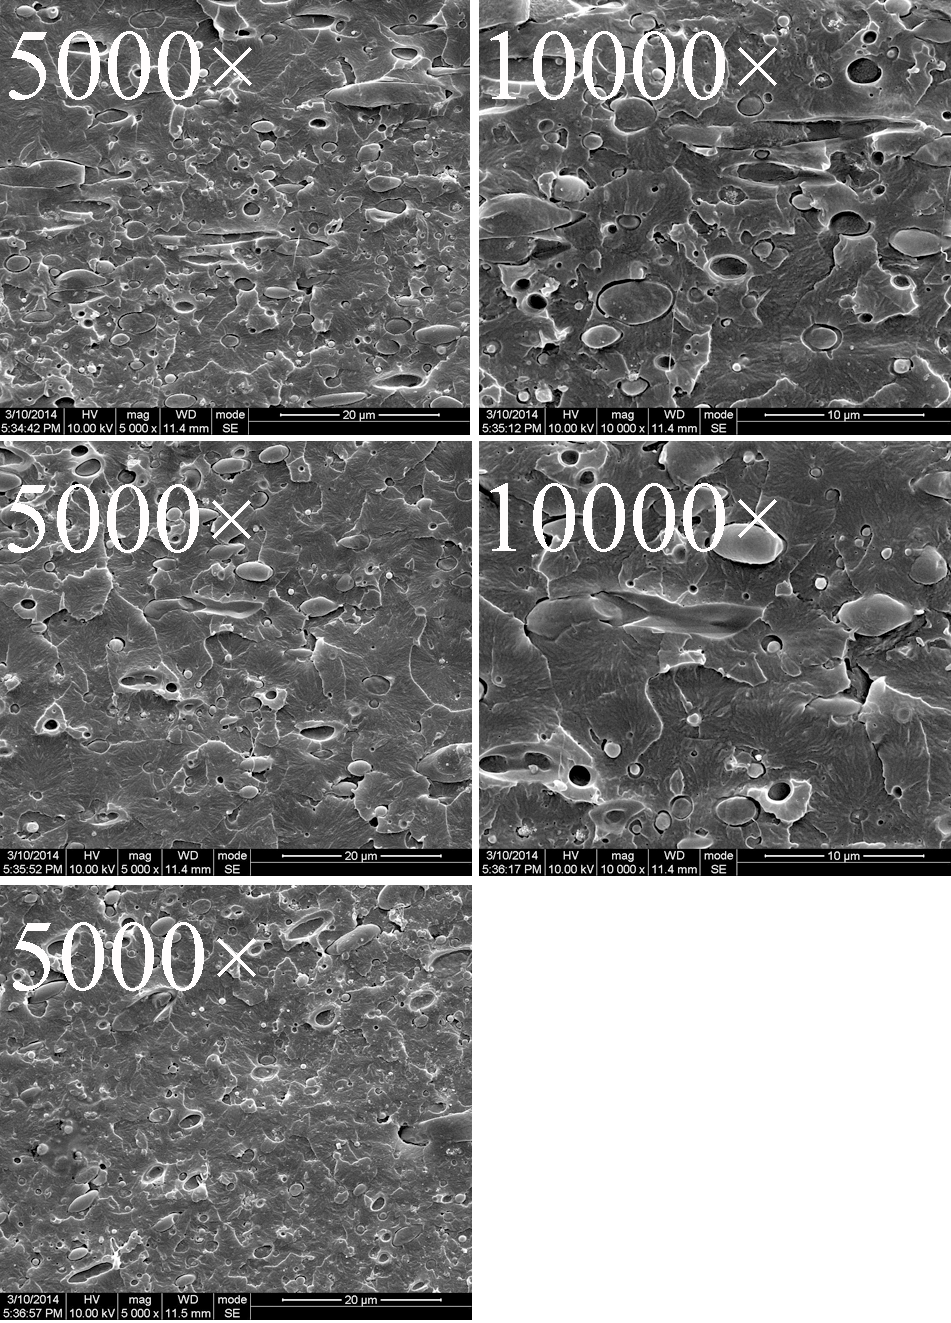 5000×
3/10/2014 HV mag WD mode 20 µm
5:34:42 PM 10.00 kV 5 000 x 11.4 mm SE
10000×
3/10/2014 HV mag WD mode 10 µm
5:35:12 PM 10.00 kV 10 000 x 11.4 mm SE
5000×
3/10/2014 HV mag WD mode 20 µm
5:35:52 PM 10.00 kV 5 000 x 11.4 mm SE
10000×
3/10/2014 HV mag WD mode 10 µm
5:36:17 PM 10.00 kV 10 000 x 11.4 mm SE
5000×
3/10/2014 HV mag WD mode 20 µm
5:36:57 PM 10.00 kV 5 000 x 11.5 mm SE